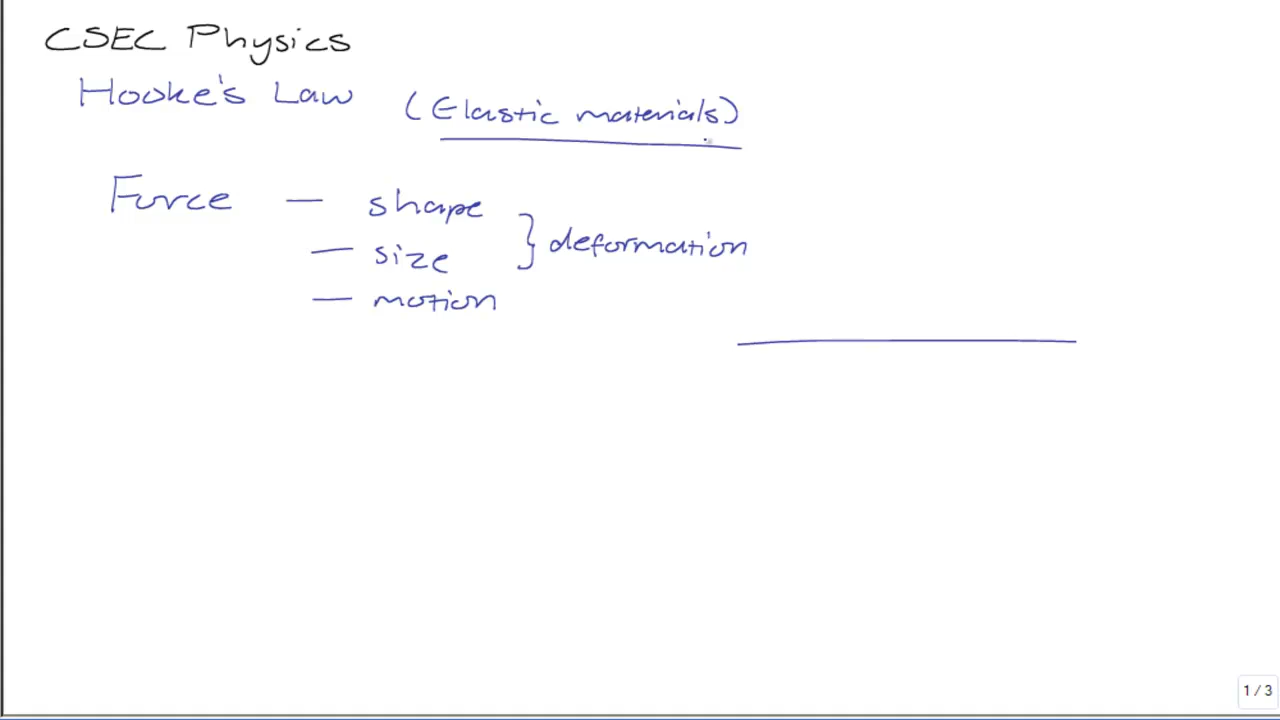 CSEC Physics
Hooke's Law (Elastic materials)
Force — shape
— size } deformation
— motion
1 / 3